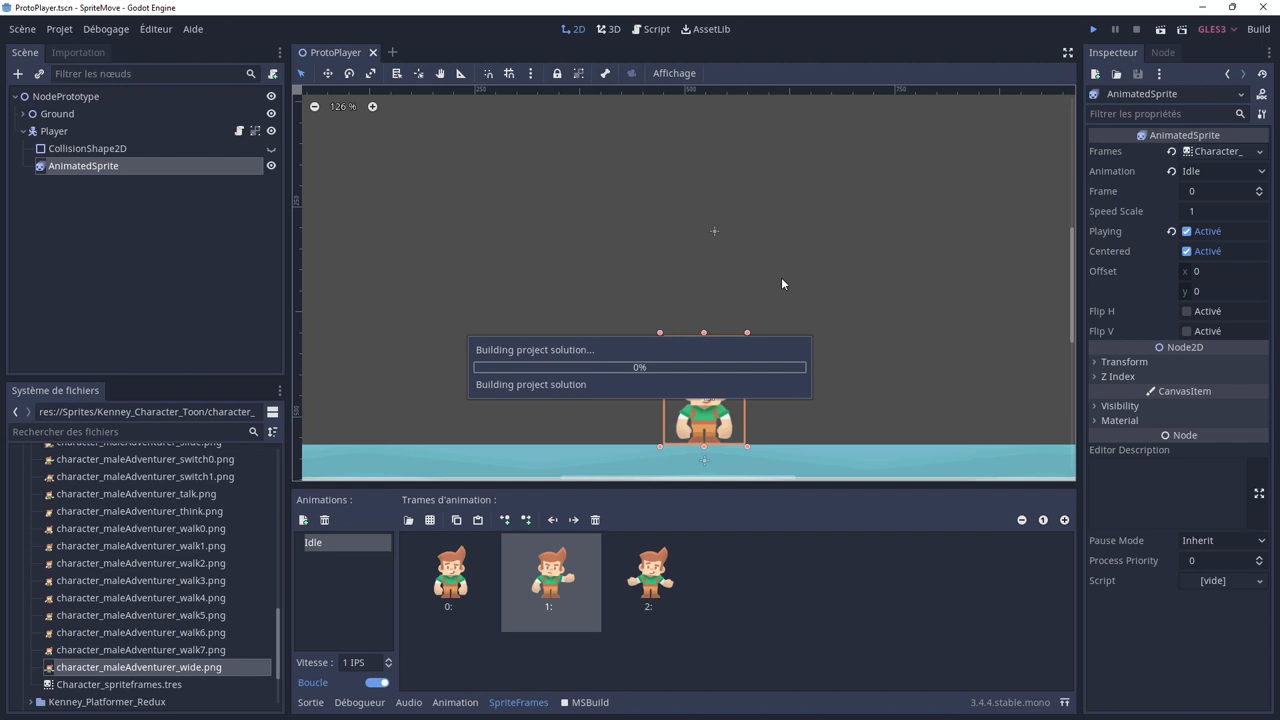 ProtoPlayer.tscn - SpriteMove - Godot Engine
Scène Projet Débogage Éditeur Aide
2D 3D Script AssetLib
GLES3 Build
Scène Importation
Filtrer les nœuds
NodePrototype
Ground
Player
CollisionShape2D
AnimatedSprite
Système de fichiers
res://Sprites/Kenney_Character_Toon/character_
Rechercher des fichiers
character_maleAdventurer_slide.png
character_maleAdventurer_switch0.png
character_maleAdventurer_switch1.png
character_maleAdventurer_talk.png
character_maleAdventurer_think.png
character_maleAdventurer_walk0.png
character_maleAdventurer_walk1.png
character_maleAdventurer_walk2.png
character_maleAdventurer_walk3.png
character_maleAdventurer_walk4.png
character_maleAdventurer_walk5.png
character_maleAdventurer_walk6.png
character_maleAdventurer_walk7.png
character_maleAdventurer_wide.png
Character_spriteframes.tres
Kenney_Platformer_Redux
ProtoPlayer
Affichage
250 500 750
126 %
250
500
Building project solution...
0%
Building project solution
Animations :
Idle
Vitesse : 1 IPS
Boucle
Trames d'animation :
0: 1: 2:
Sortie Débogueur Audio Animation SpriteFrames MSBuild 3.4.4.stable.mono
Inspecteur Node
AnimatedSprite
Filtrer les propriétés
AnimatedSprite
Frames Character_
Animation Idle
Frame 0
Speed Scale 1
Playing Activé
Centered Activé
Offset x 0
y 0
Flip H Activé
Flip V Activé
Node2D
Transform
Z Index
CanvasItem
Visibility
Material
Node
Editor Description
Pause Mode Inherit
Process Priority 0
Script [vide]